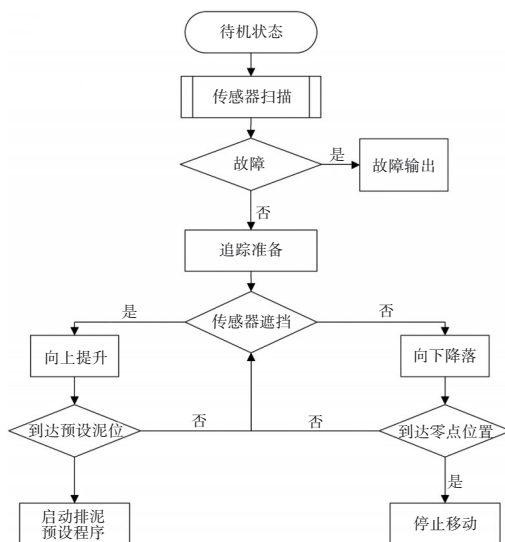 待机状态
传感器扫描
故障
是
故障输出
否
追踪准备
是
传感器遮挡
否
向上提升
向下降落
到达预设泥位
否
否
到达零点位置
是
启动排泥
预设程序
停止移动